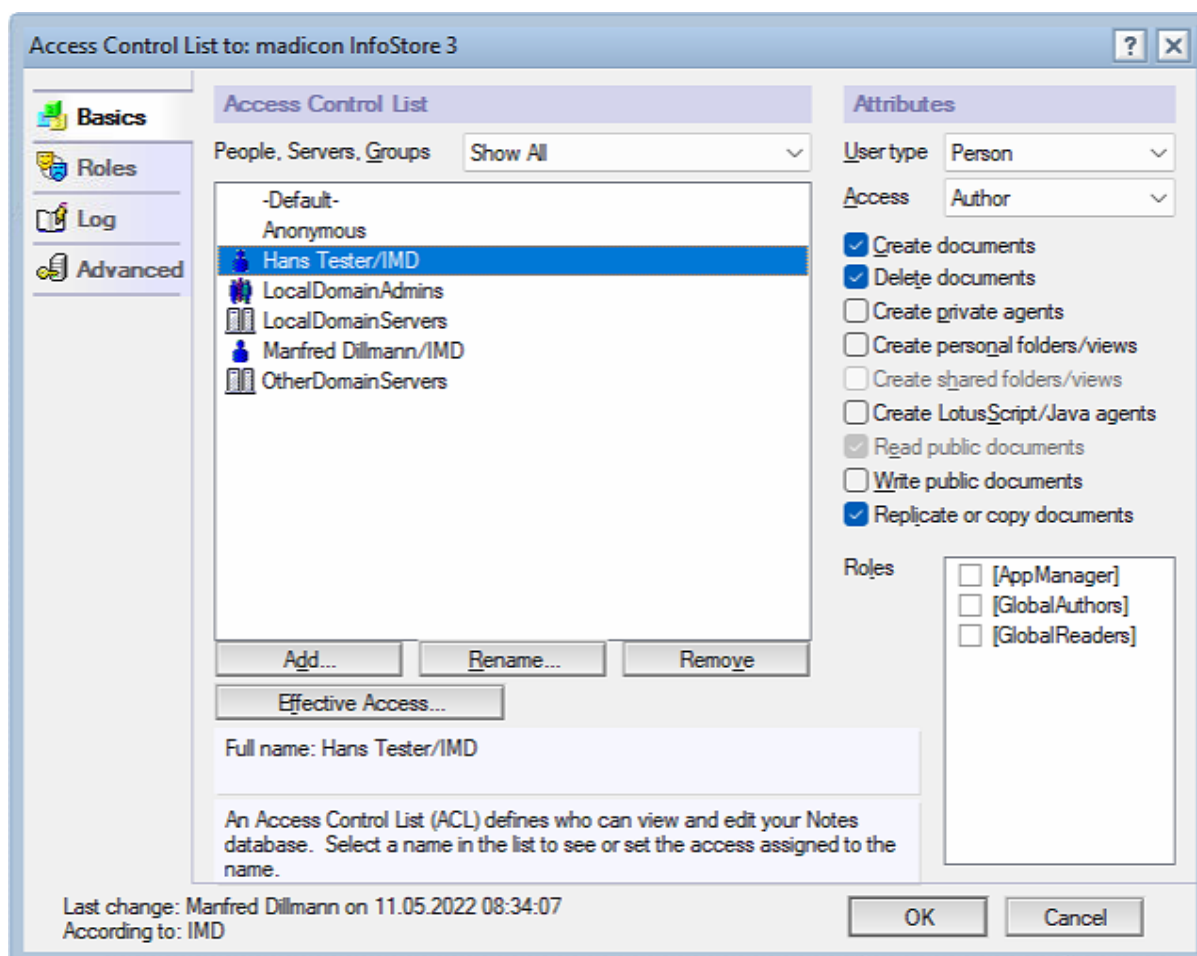 Access Control List to: madicon InfoStore 3
Basics
Roles
Log
Advanced
Access Control List
People, Servers, Groups
Show All
-Default-
Anonymous
Hans Tester/IMD
LocalDomainAdmins
LocalDomainServers
Manfred Dillmann/IMD
OtherDomainServers
Add...
Rename...
Remove
Effective Access...
Full name: Hans Tester/IMD
An Access Control List (ACL) defines who can view and edit your Notes
database. Select a name in the list to see or set the access assigned to the
name.
Attributes
User type
Person
Access
Author
Create documents
Delete documents
Create private agents
Create personal folders/views
Create shared folders/views
Create LotusScript/Java agents
Read public documents
Write public documents
Replicate or copy documents
Roles
[AppManager]
[GlobalAuthors]
[GlobalReaders]
Last change: Manfred Dillmann on 11.05.2022 08:34:07
According to: IMD
OK
Cancel